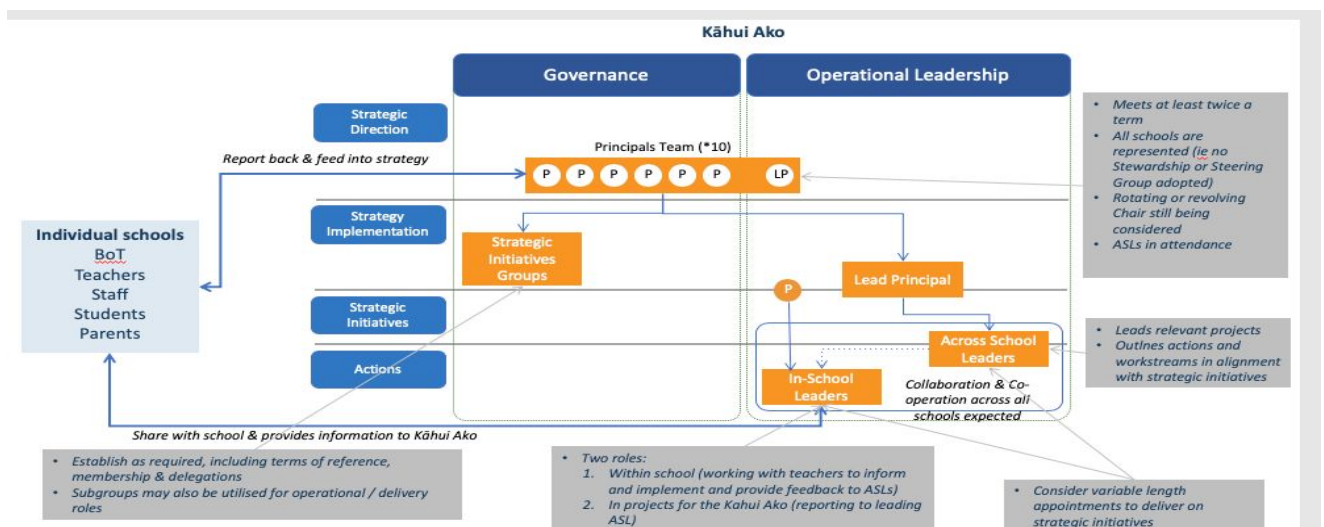 Kāhui Ako
Governance
Operational Leadership
Strategic
Direction
Principals Team (*10)
P P P P P P LP
Report back & feed into strategy
Strategy
Implementation
Strategic
Initiatives
Groups
Lead Principal
Individual schools
BoT
Teachers
Staff
Students
Parents
P
Strategic
Initiatives
Across School
Leaders
Actions
In-School
Leaders
Collaboration & Co-
operation across all
schools expected
Share with school & provides information to Kāhui Ako
• Meets at least twice a
term
• All schools are
represented (ie no
Stewardship or Steering
Group adopted)
• Rotating or revolving
Chair still being
considered
• ASLs in attendance
• Leads relevant projects
• Outlnes actions and
workstreams in alignment
with strategic initiatives
• Establish as required, including terms of reference,
membership & delegations
• Subgroups may also be utilised for operational / delivery
roles
• Two roles:
1. Within school (working with teachers to inform
and implement and provide feedback to ASLs)
2. In projects for the Kahui Ako (reporting to leading
ASL)
• Consider variable length
appointments to deliver on
strategic initiatives